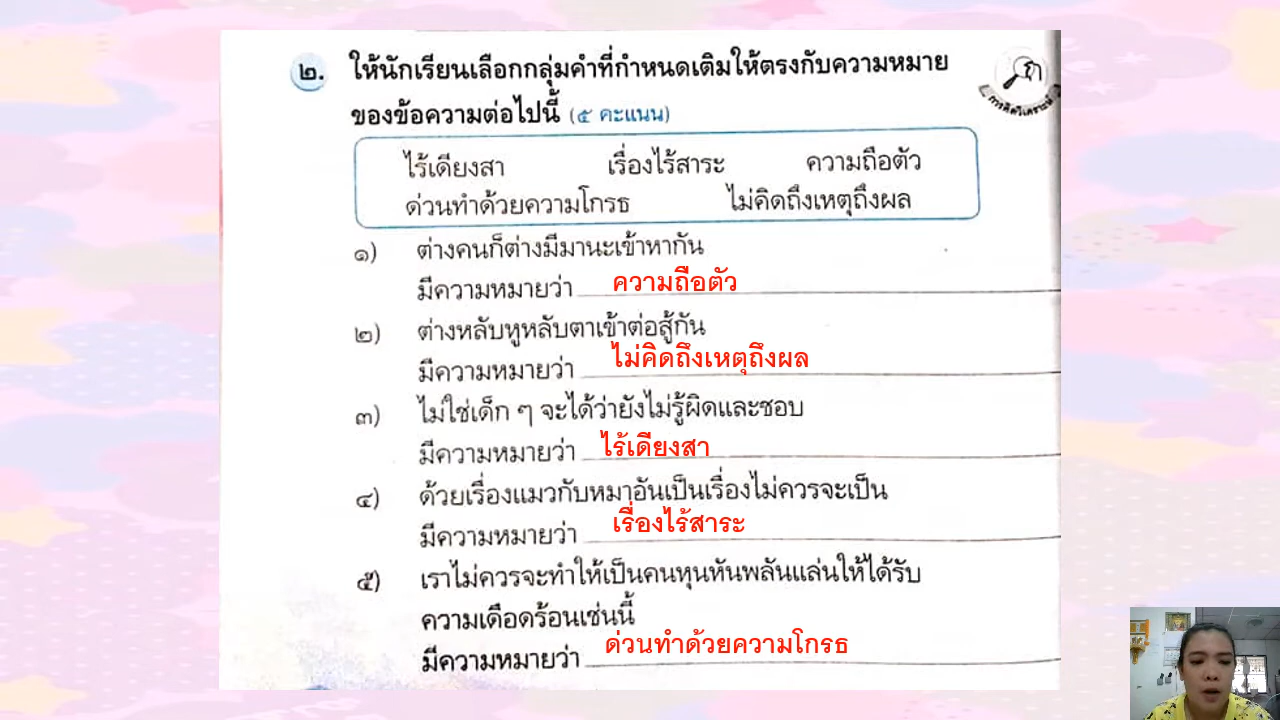 ๒. ให้นักเรียนเลือกกลุ่มคำที่กำหนดเติมให้ตรงกับความหมาย
ของข้อความต่อไปนี้ (๕ คะแนน)
การคิดวิเคราะห์
ไร้เดียงสา เรื่องไร้สาระ ความถือตัว
ด่วนทำด้วยความโกรธ ไม่คิดถึงเหตุถึงผล
๑) ต่างคนก็ต่างมีมานะเข้าหากัน
มีความหมายว่า ความถือตัว
๒) ต่างหลับหูหลับตาเข้าต่อสู้กัน
มีความหมายว่า ไม่คิดถึงเหตุถึงผล
๓) ไม่ใช่เด็ก ๆ จะได้ว่ายังไม่รู้ผิดและชอบ
มีความหมายว่า ไร้เดียงสา
๔) ด้วยเรื่องแมวกับหมาอันเป็นเรื่องไม่ควรจะเป็น
มีความหมายว่า เรื่องไร้สาระ
๕) เราไม่ควรจะทำให้เป็นคนหุนหันพลันแล่นให้ได้รับ
ความเดือดร้อนเช่นนี้
มีความหมายว่า ด่วนทำด้วยความโกรธ